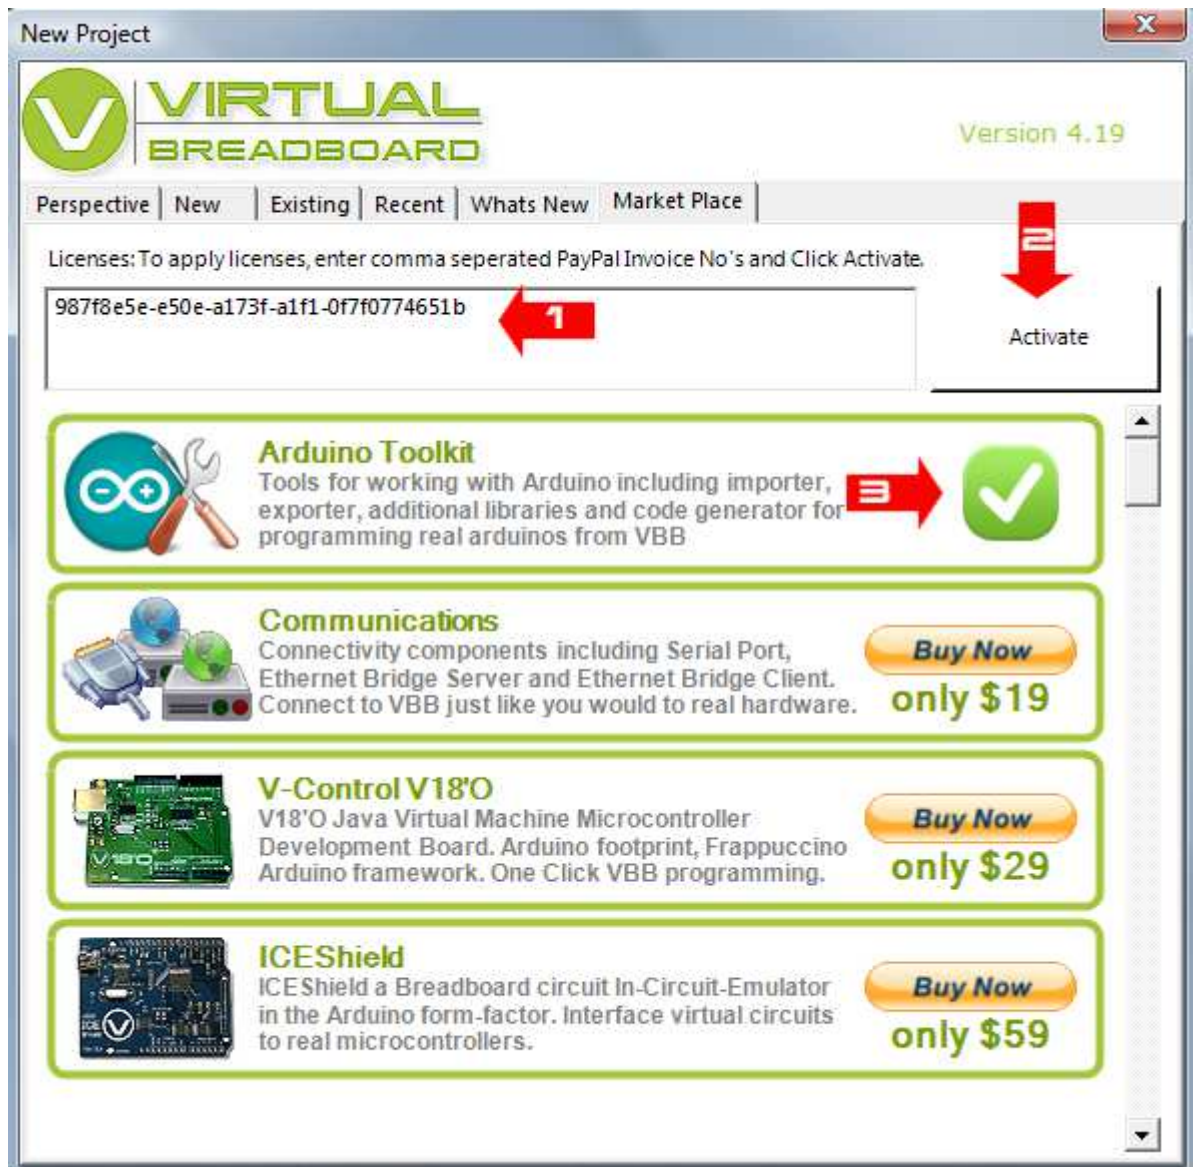 New Project
VIRTUAL
BREADBOARD
Version 4.19
Perspective New Existing Recent Whats New Market Place
2
Licenses: To apply licenses, enter comma seperated PayPal Invoice No's and Click Activate.
987f8e5e-e50e-a173f-a1f1-0f7f0774651b
1
Activate
Arduino Toolkit
Tools for working with Arduino including importer,
exporter, additional libraries and code generator for
programming real arduinos from VBB
3
Communications
Connectivity components including Serial Port,
Ethernet Bridge Server and Ethernet Bridge Client.
Connect to VBB just like you would to real hardware.
Buy Now
only $19
V-Control V18'O
V18'O Java Virtual Machine Microcontroller
Development Board. Arduino footprint, Frappuccino
Arduino framework. One Click VBB programming.
Buy Now
only $29
V18'O
ICEShield
ICEShield a Breadboard circuit In-Circuit-Emulator
in the Arduino form-factor. Interface virtual circuits
to real microcontrollers.
Buy Now
only $59
ICE